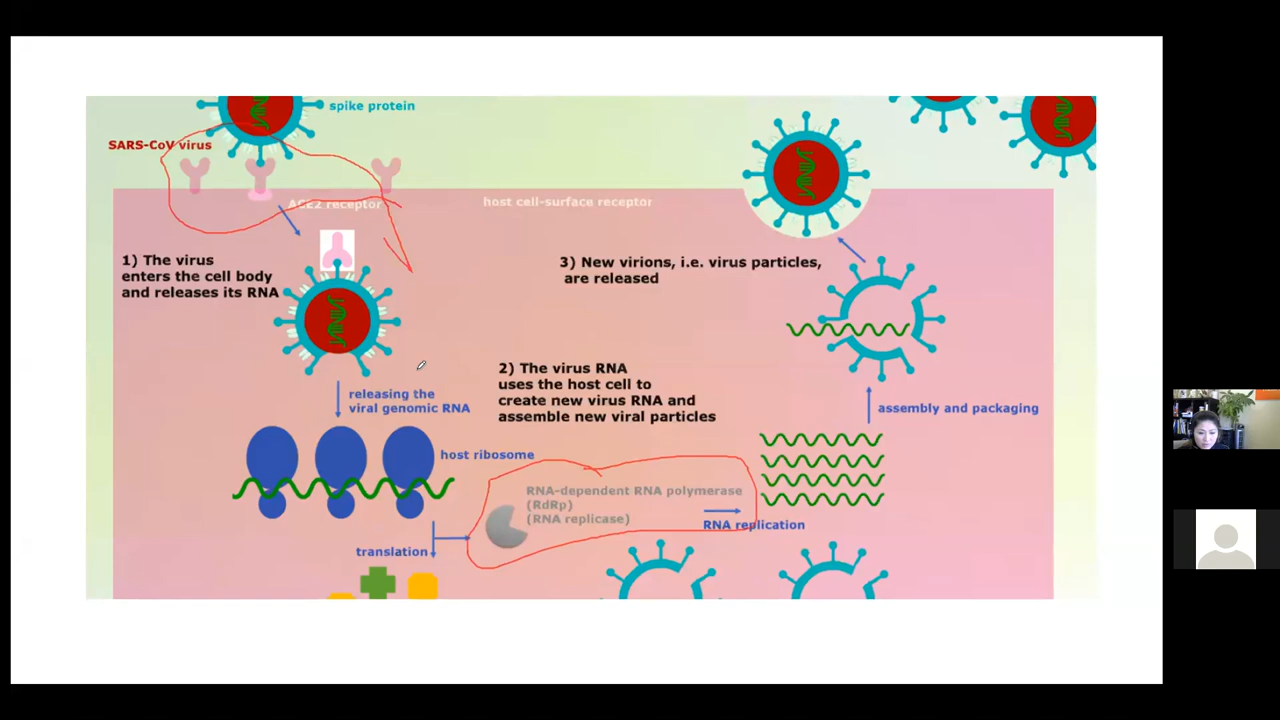 spike protein
SARS-CoV virus
ACE2 receptor
host cell-surface receptor
1) The virus
enters the cell body
and releases its RNA
3) New virions, i.e. virus particles,
are released
2) The virus RNA
uses the host cell to
create new virus RNA and
assemble new viral particles
releasing the
viral genomic RNA
assembly and packaging
host ribosome
RNA-dependent RNA polymerase
(RdRp)
(RNA replicase)
RNA replication
translation